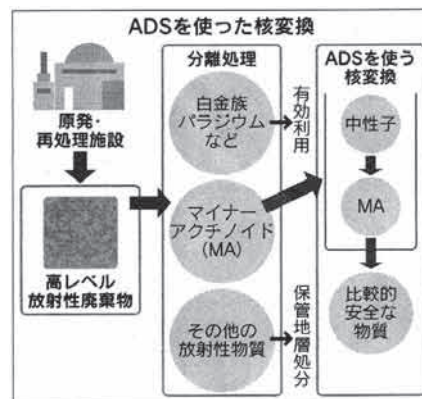 ADSを使った核変換
原発・
再処理施設
高レベル
放射性廃棄物
分離処理
白金族
パラジウム
など
マイナー
アクチノイド
(MA)
その他の
放射性物質
有効利用
保管地層処分
ADSを使う
核変換
中性子
MA
比較的
安全な
物質